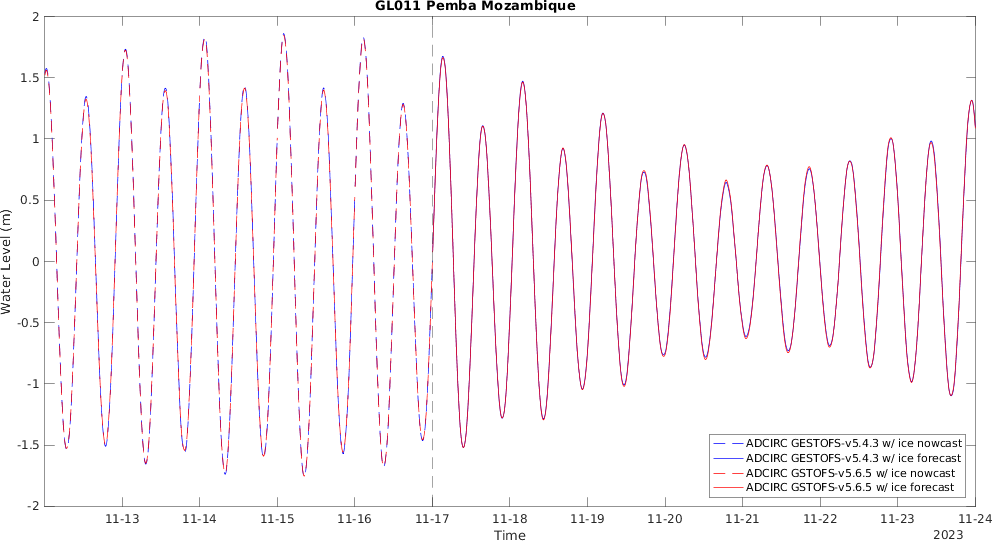 GL011 Pemba Mozambique
2
1.5
1
0.5
0
-0.5
-1
-1.5
-2
Water Level (m)
ADCIRC GESTOFS-v5.4.3 w/ ice nowcast
ADCIRC GESTOFS-v5.4.3 w/ ice forecast
ADCIRC GSTOFS-v5.6.5 w/ ice nowcast
ADCIRC GSTOFS-v5.6.5 w/ ice forecast
11-13 11-14 11-15 11-16 11-17 11-18 11-19 11-20 11-21 11-22 11-23 11-24
Time
2023